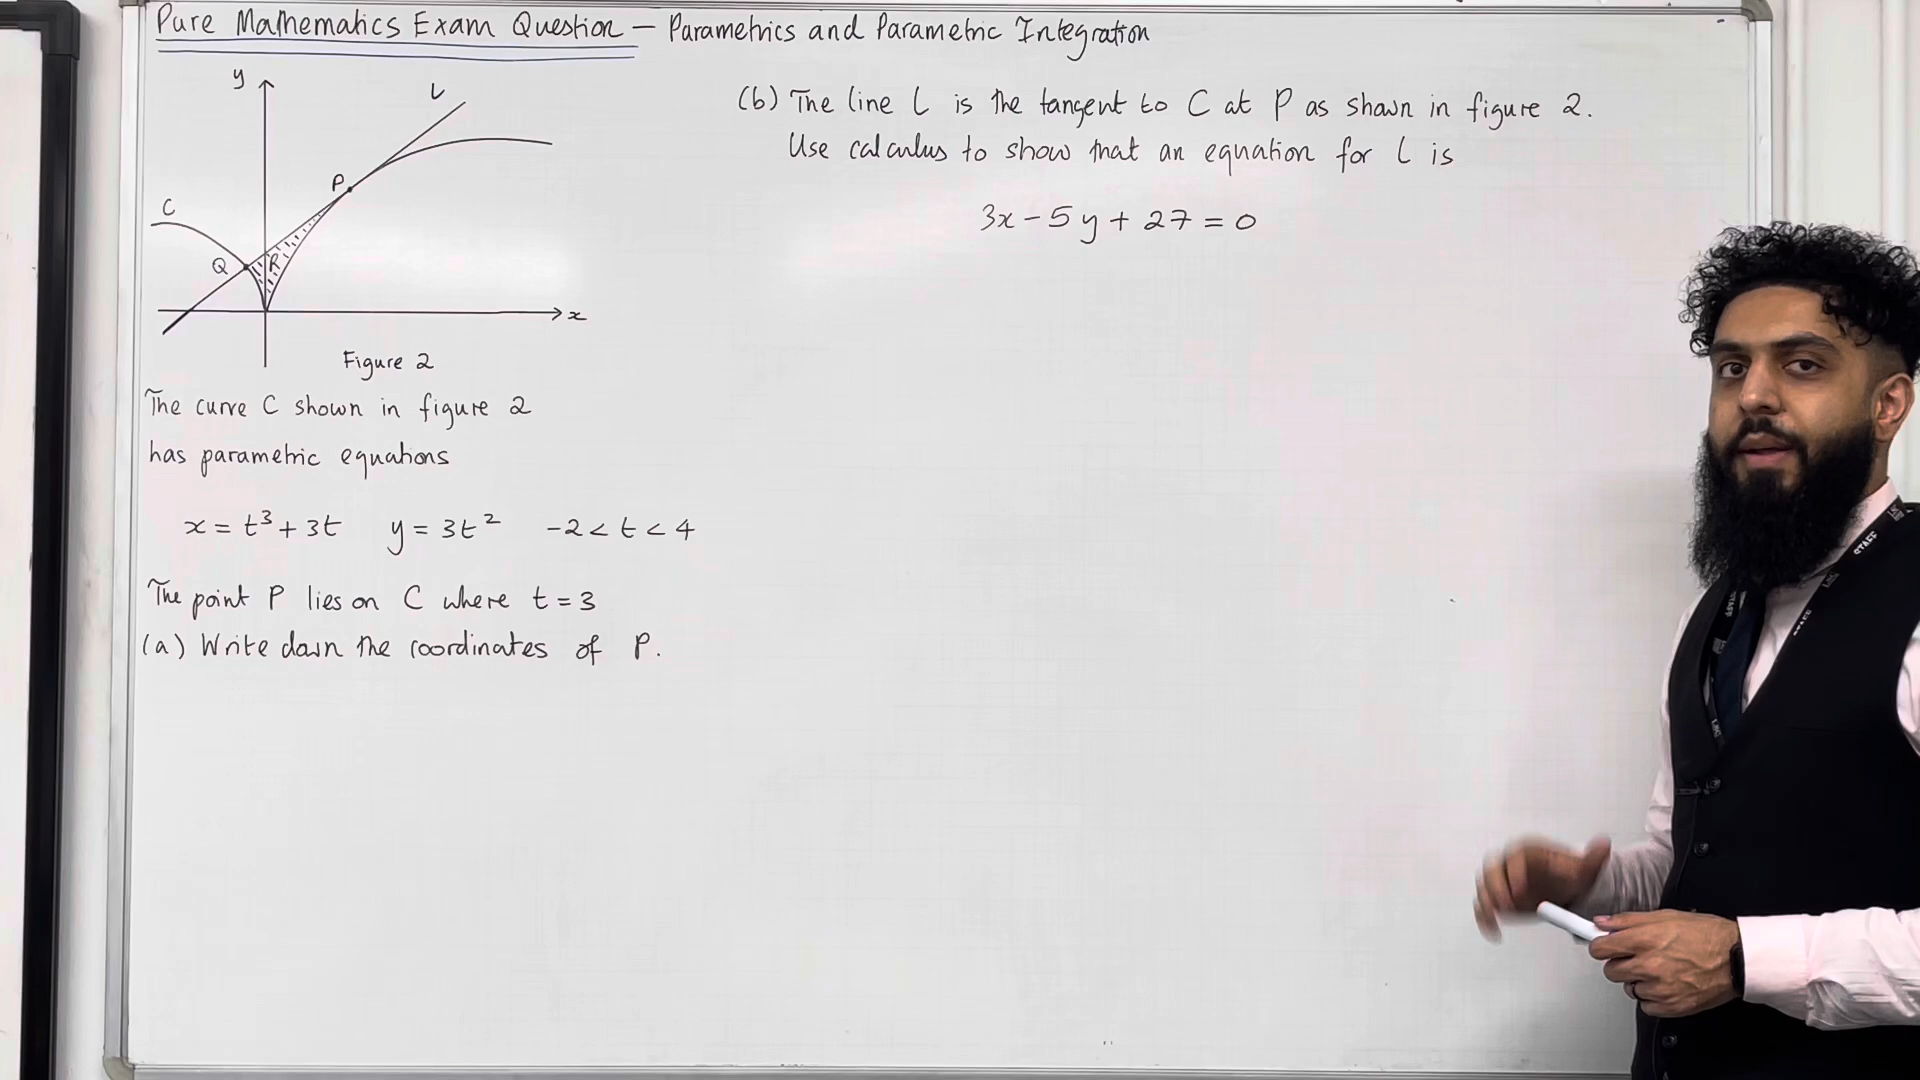 Pure Mathematics Exam Question – Parametrics and Parametric Integration
y
L
P
C
Q
R
x
Figure 2
The curve C shown in figure 2
has parametric equations
x = t³ + 3t y = 3t² -2 < t < 4
The point P lies on C where t = 3
(a) Write down the coordinates of P.
(b) The line L is the tangent to C at P as shown in figure 2.
Use calculus to show that an equation for L is
3x - 5y + 27 = 0
STAFF
STAFF